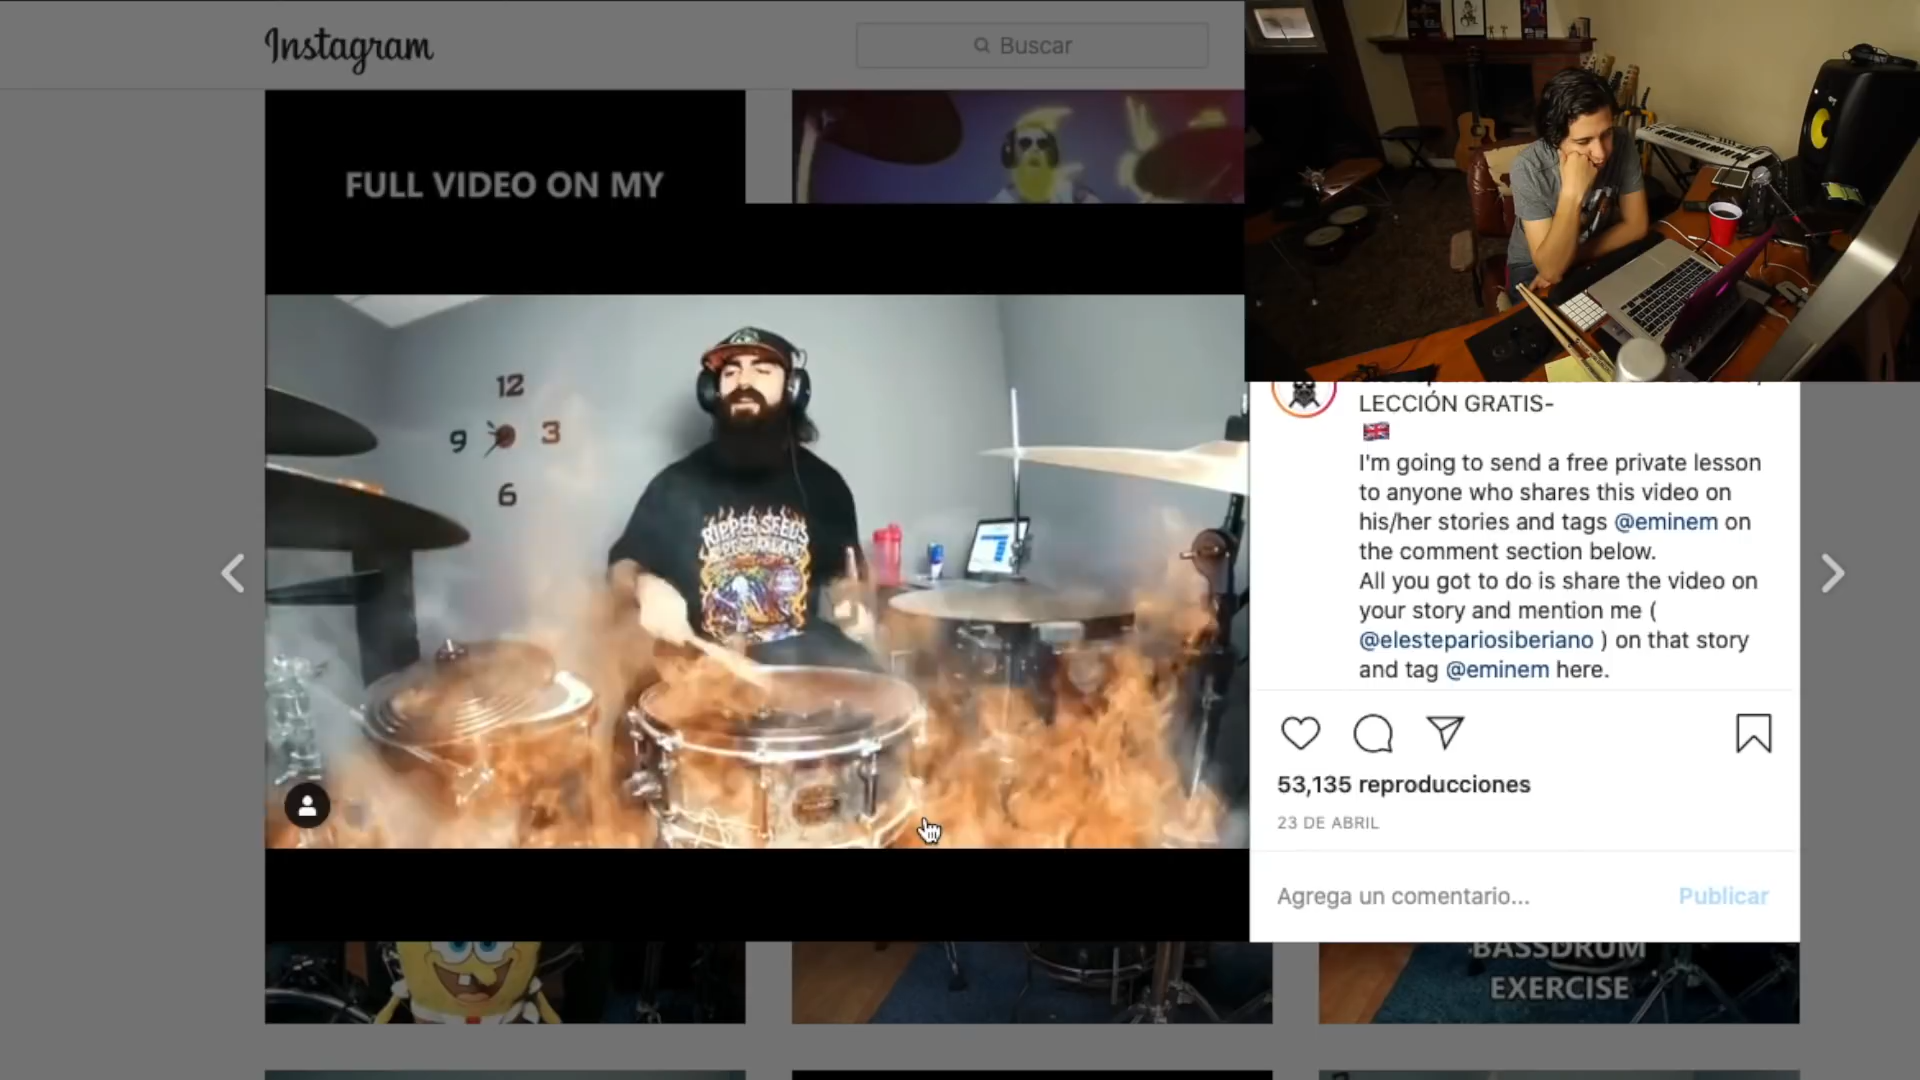 Instagram
Buscar
FULL VIDEO ON MY
12
9
3
6
RIPPER SEEDS
LECCIÓN GRATIS-
I'm going to send a free private lesson
to anyone who shares this video on
his/her stories and tags @eminem on
the comment section below.
All you got to do is share the video on
your story and mention me (
@elestepariosiberiano ) on that story
and tag @eminem here.
53,135 reproducciones
23 DE ABRIL
Agrega un comentario...
Publicar
BASSDRUM
EXERCISE